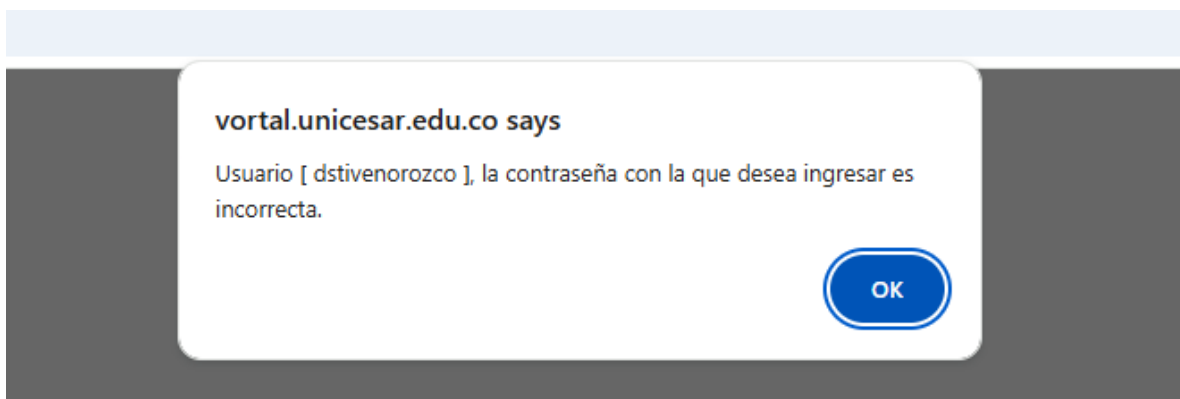 vortal.unicesar.edu.co says
Usuario [ dstivenorozco ], la contraseña con la que desea ingresar es
incorrecta.
OK